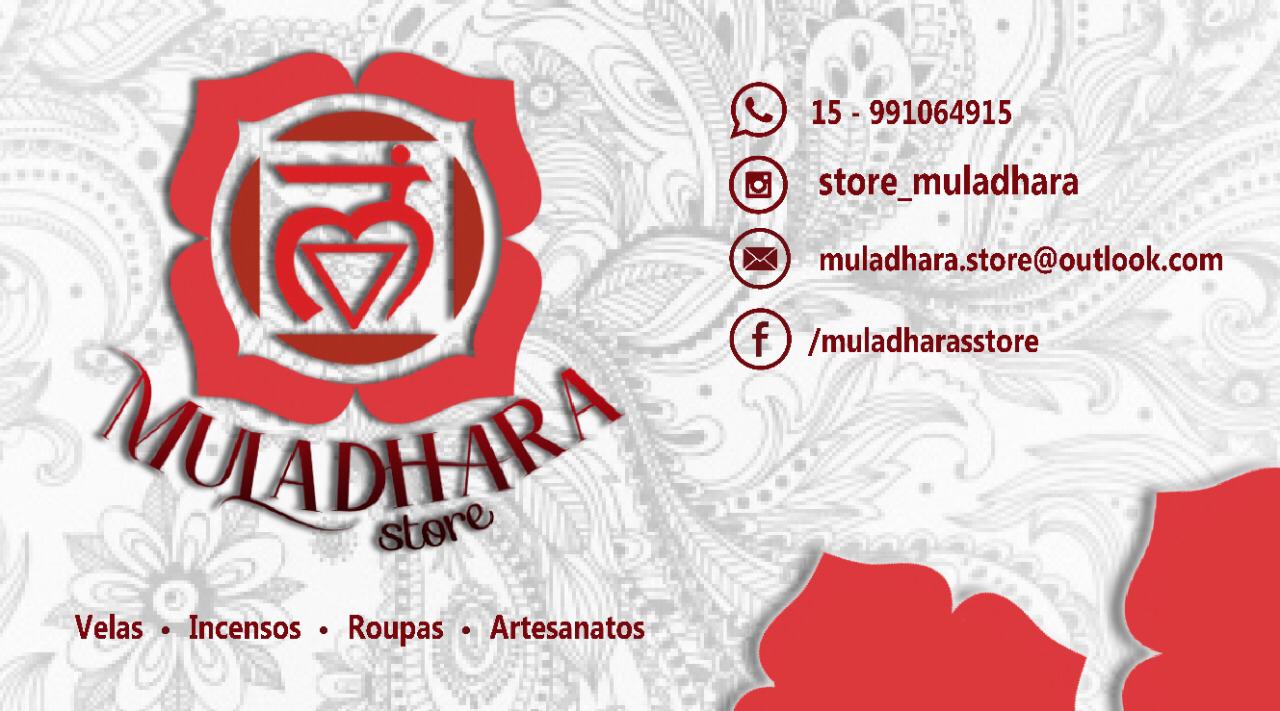 MULADHARA
store
Velas • Incensos • Roupas • Artesanatos
15 - 991064915
store_muladhara
muladhara.store@outlook.com
/muladharasstore